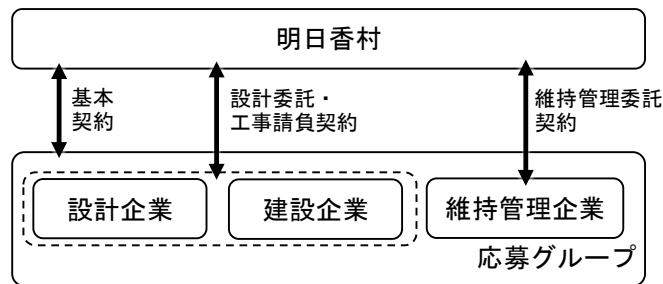 明日香村
基本
契約
設計委託・
工事請負契約
維持管理委託
契約
設計企業
建設企業
維持管理企業
応募グループ